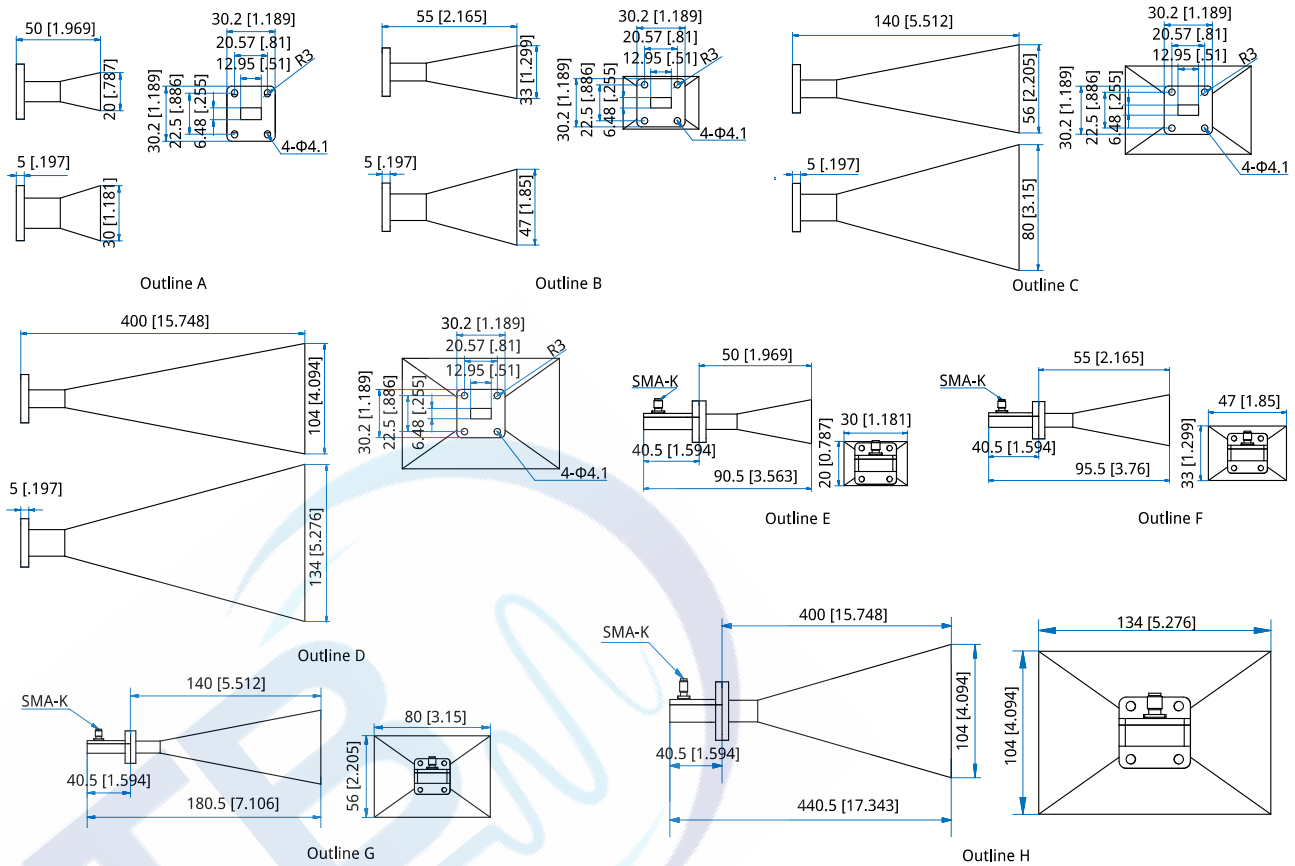 50 [1.969]
20 [.787]
30.2 [1.189]
20.57 [.81]
12.95 [.51]
R3
30.2 [1.189]
22.5 [.886]
6.48 [.255]
4-Φ4.1
5 [.197]
30 [1.181]
Outline A
55 [2.165]
33 [1.299]
30.2 [1.189]
20.57 [.81]
12.95 [.51]
R3
30.2 [1.189]
22.5 [.886]
6.48 [.255]
4-Φ4.1
5 [.197]
47 [1.85]
Outline B
140 [5.512]
56 [2.205]
30.2 [1.189]
20.57 [.81]
12.95 [.51]
R3
30.2 [1.189]
22.5 [.886]
6.48 [.255]
4-Φ4.1
5 [.197]
80 [3.15]
Outline C
400 [15.748]
104 [4.094]
30.2 [1.189]
20.57 [.81]
12.95 [.51]
R3
30.2 [1.189]
22.5 [.886]
6.48 [.255]
4-Φ4.1
5 [.197]
134 [5.276]
Outline D
50 [1.969]
SMA-K
40.5 [1.594]
90.5 [3.563]
30 [1.181]
20 [0.787]
Outline E
55 [2.165]
SMA-K
40.5 [1.594]
95.5 [3.76]
47 [1.85]
33 [1.299]
Outline F
140 [5.512]
SMA-K
40.5 [1.594]
180.5 [7.106]
80 [3.15]
56 [2.205]
Outline G
400 [15.748]
SMA-K
40.5 [1.594]
440.5 [17.343]
104 [4.094]
134 [5.276]
104 [4.094]
Outline H
TB